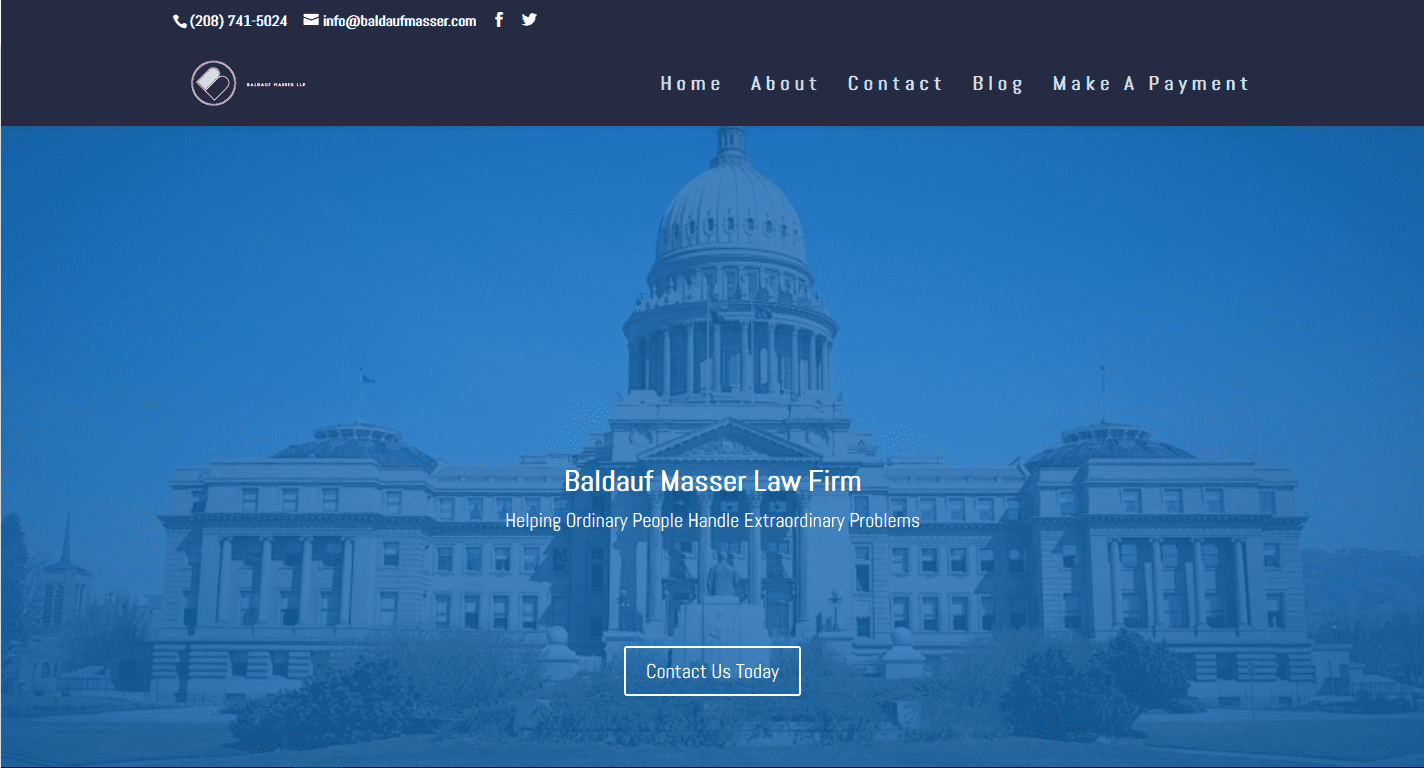 (208) 741-5024 info@baldaufmasser.com
BALDAUF MASSER LLP
Home About Contact Blog Make A Payment
Baldauf Masser Law Firm
Helping Ordinary People Handle Extraordinary Problems
Contact Us Today